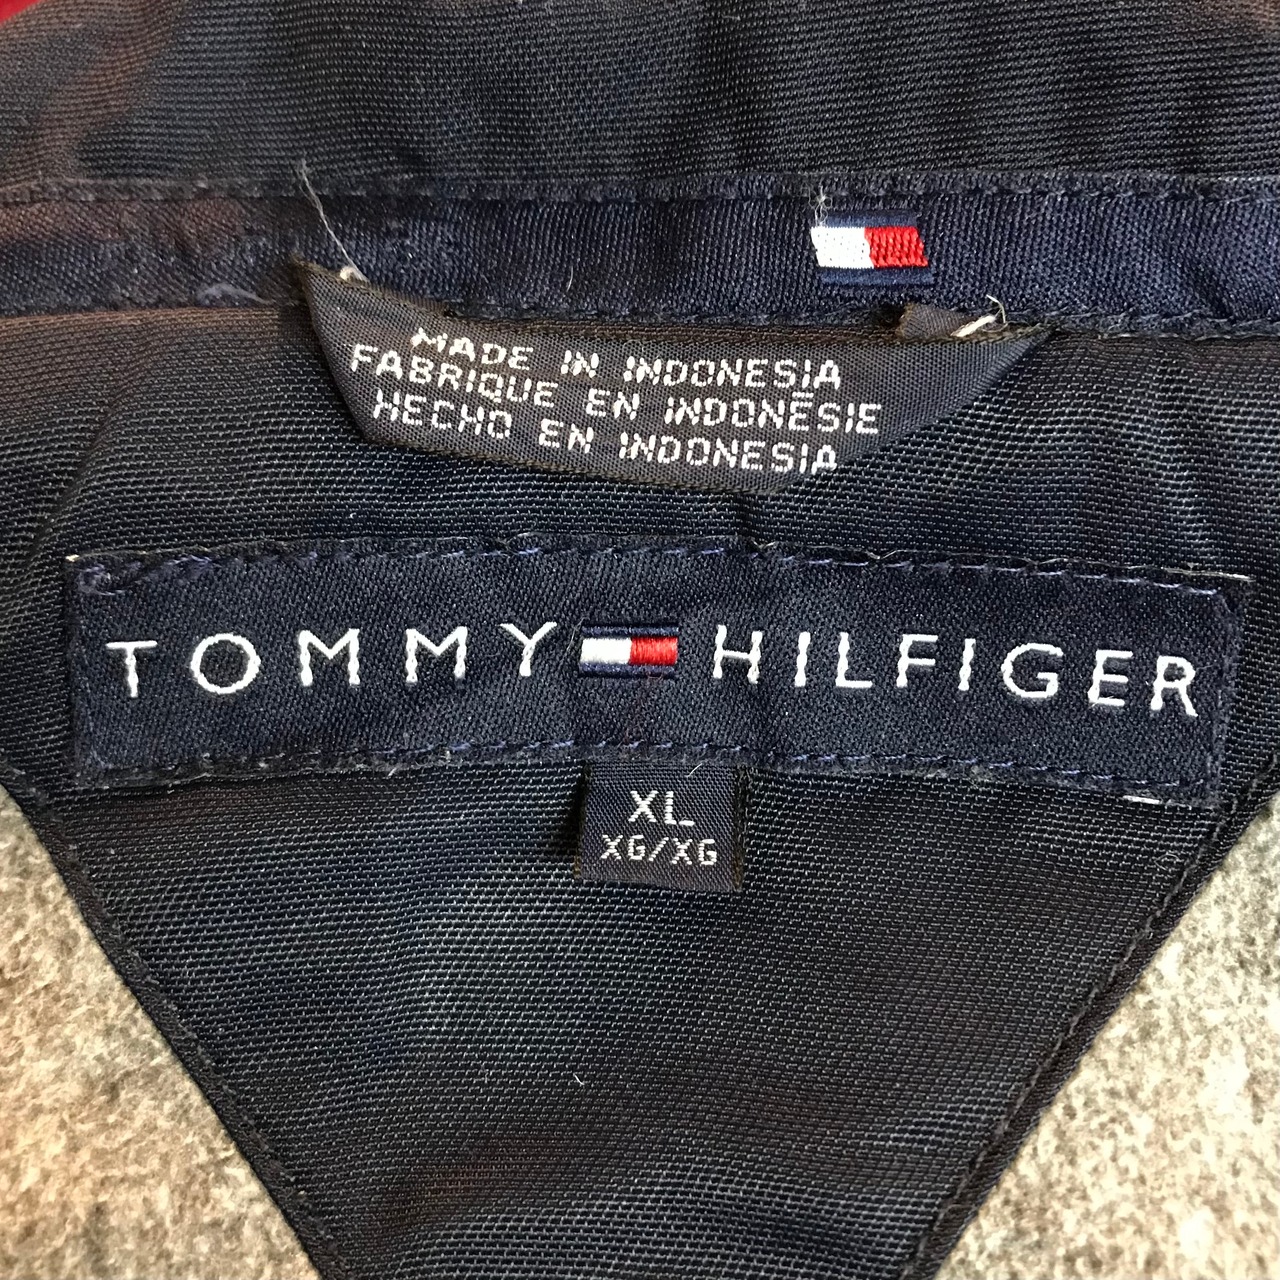 MADE IN INDONESIA
FABRIQUE EN INDONÉSIE
HECHO EN INDONESIA
TOMMY HILFIGER
XL
XG/XG